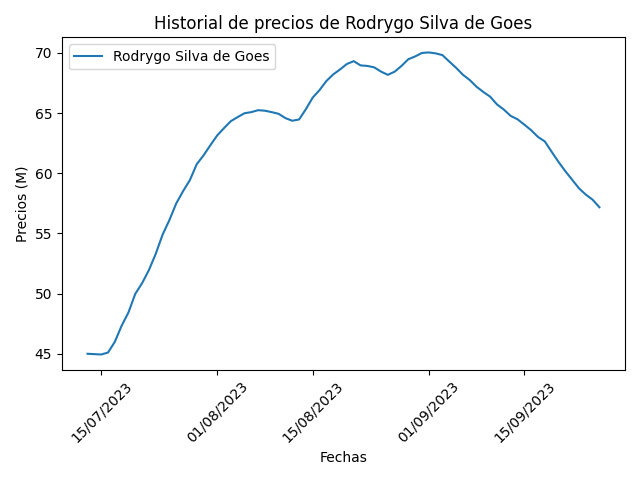 Historial de precios de Rodrygo Silva de Goes
Rodrygo Silva de Goes
Precios (M)
70
65
60
55
50
45
15/07/2023
01/08/2023
15/08/2023
01/09/2023
15/09/2023
Fechas